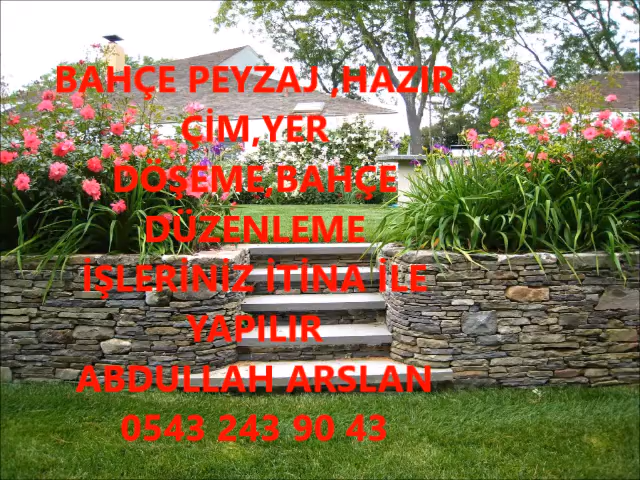 BAHÇE PEYZAJ ,HAZIR
ÇİM,YER
DÖŞEME,BAHÇE
DÜZENLEME
İŞLERİNİZ İTİNA İLE
YAPILIR
ABDULLAH ARSLAN
0543 243 90 43